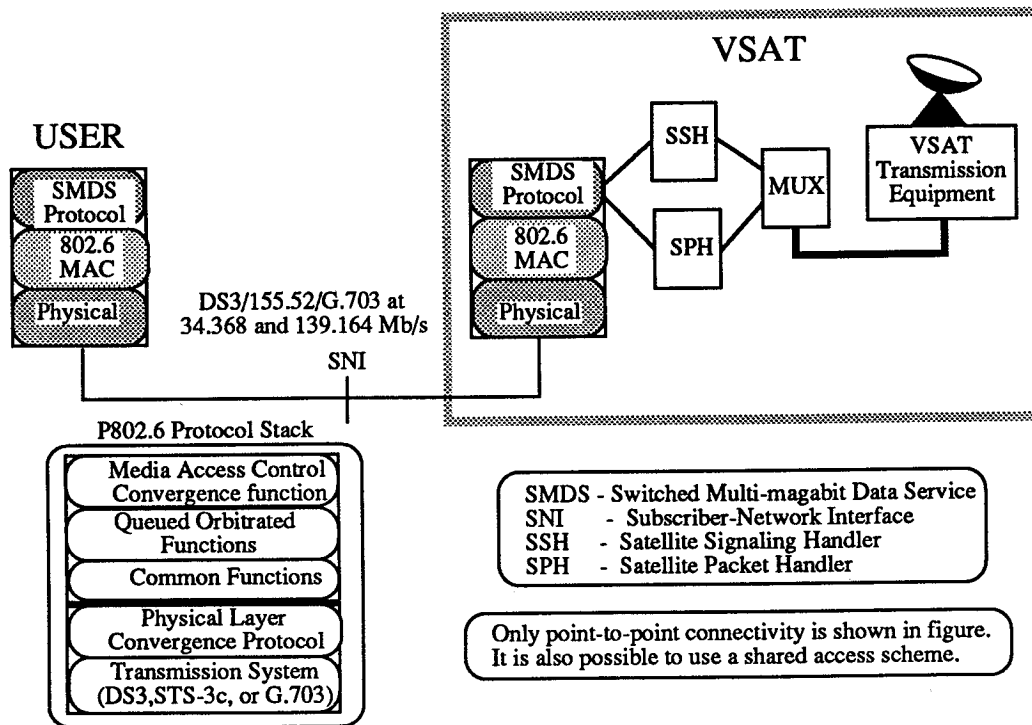 VSAT
USER
SMDS
Protocol
802.6
MAC
Physical
DS3/155.52/G.703 at
34.368 and 139.164 Mb/s
SNI
SMDS
Protocol
802.6
MAC
Physical
SSH
SPH
MUX
VSAT
Transmission
Equipment
P802.6 Protocol Stack
Media Access Control
Convergence function
Queued Orbitrated
Functions
Common Functions
Physical Layer
Convergence Protocol
Transmission System
(DS3,STS-3c, or G.703)
SMDS - Switched Multi-magabit Data Service
SNI - Subscriber-Network Interface
SSH - Satellite Signaling Handler
SPH - Satellite Packet Handler
Only point-to-point connectivity is shown in figure.
It is also possible to use a shared access scheme.